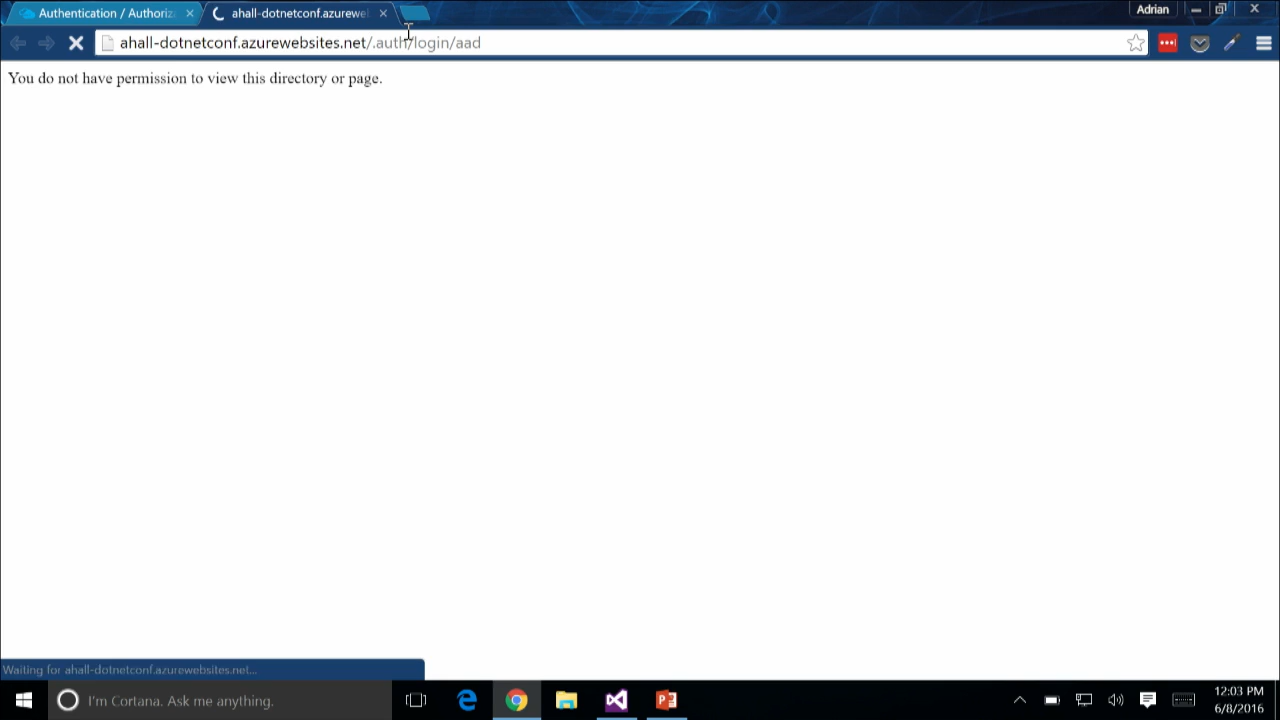 Authentication / Authoriz
ahall-dotnetconf.azurewel
Adrian
ahall-dotnetconf.azurewebsites.net/.auth/login/aad
You do not have permission to view this directory or page.
Waiting for ahall-dotnetconf.azurewebsites.net...
I'm Cortana. Ask me anything.
12:03 PM
6/8/2016